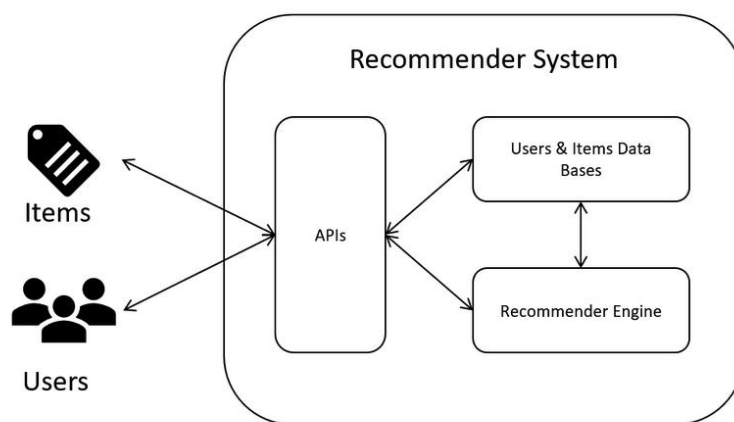 Recommender System
Items
Users
APIs
Users & Items Data
Bases
Recommender Engine